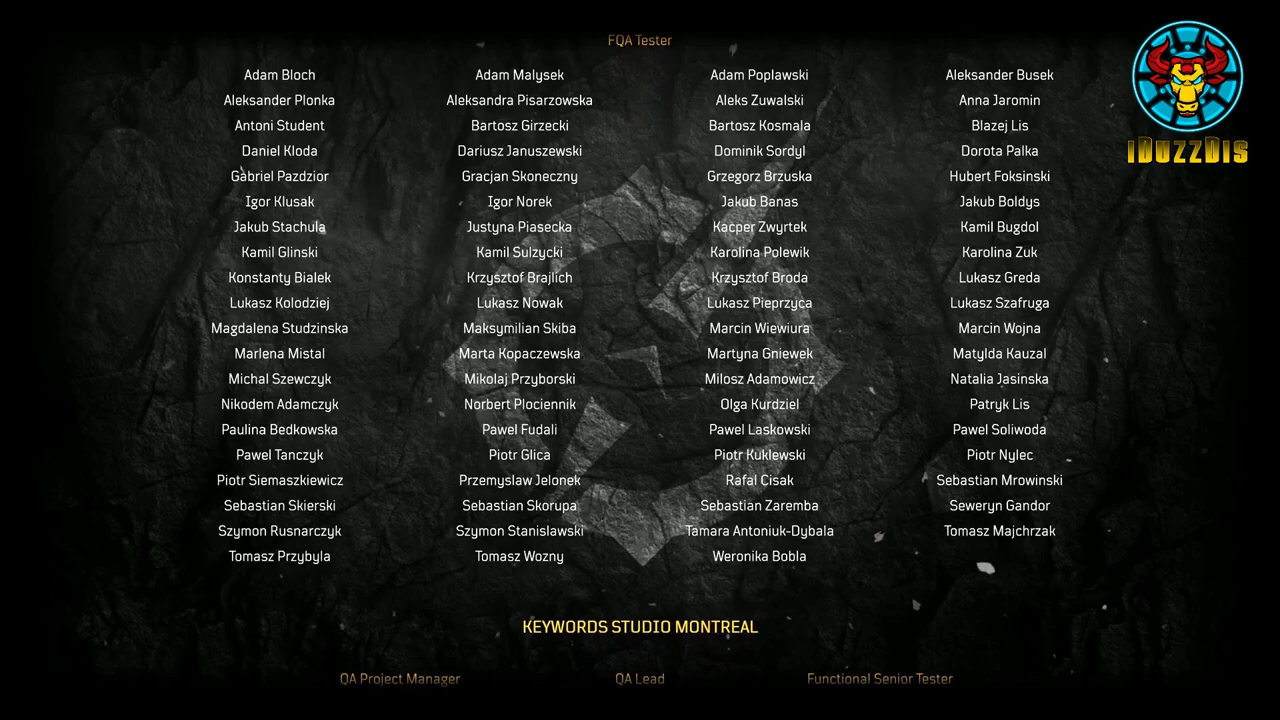 FQA Tester
Adam Bloch Adam Malysek Adam Poplawski Aleksander Busek
Aleksander Plonka Aleksandra Pisarzowska Aleks Zuwalski Anna Jaromin
Antoni Student Bartosz Girzecki Bartosz Kosmala Blazej Lis
Daniel Kloda Dariusz Januszewski Dominik Sordyl Dorota Palka
Gabriel Pazdzior Gracjan Skoneczny Grzegorz Brzuska Hubert Foksinski
Igor Klusak Igor Norek Jakub Banas Jakub Boldys
Jakub Stachula Justyna Piasecka Kacper Zwyrtek Kamil Bugdol
Kamil Glinski Kamil Sulzycki Karolina Polewik Karolina Zuk
Konstanty Bialek Krzysztof Brajlich Krzysztof Broda Lukasz Greda
Lukasz Kolodziej Lukasz Nowak Lukasz Pieprzyca Lukasz Szafruga
Magdalena Studzinska Maksymilian Skiba Marcin Wiewiura Marcin Wojna
Marlena Mistal Marta Kopaczewska Martyna Gniewek Matylda Kauzal
Michal Szewczyk Mikolaj Przyborski Milosz Adamowicz Natalia Jasinska
Nikodem Adamczyk Norbert Plociennik Olga Kurdziel Patryk Lis
Paulina Bedkowska Pawel Fudali Pawel Laskowski Pawel Soliwoda
Pawel Tanczyk Piotr Glica Piotr Kuklewski Piotr Nylec
Piotr Siemaszkiewicz Przemyslaw Jelonek Rafal Cisak Sebastian Mrowinski
Sebastian Skierski Sebastian Skorupa Sebastian Zaremba Seweryn Gandor
Szymon Rusnarczyk Szymon Stanislawski Tamara Antoniuk-Dybala Tomasz Majchrzak
Tomasz Przybyla Tomasz Wozny Weronika Bobla
KEYWORDS STUDIO MONTREAL
QA Project Manager QA Lead Functional Senior Tester
iDuzzDis